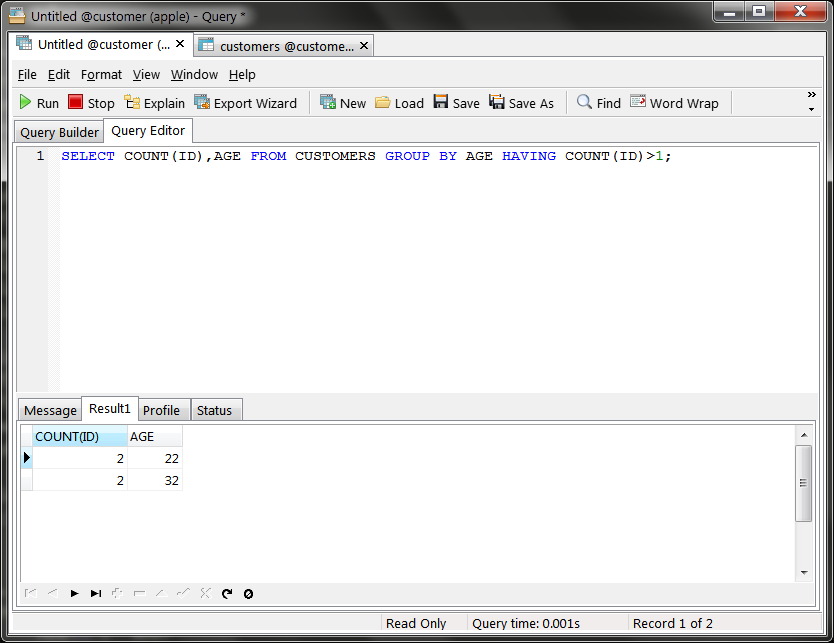 Untitled @customer (apple) - Query *
Untitled @customer (... customers @custome...
File Edit Format View Window Help
Run Stop Explain Export Wizard New Load Save Save As Find Word Wrap
Query Builder Query Editor
1 SELECT COUNT(ID),AGE FROM CUSTOMERS GROUP BY AGE HAVING COUNT(ID)>1;
Message Result1 Profile Status
COUNT(ID) AGE
2 22
2 32
Read Only Query time: 0.001s Record 1 of 2